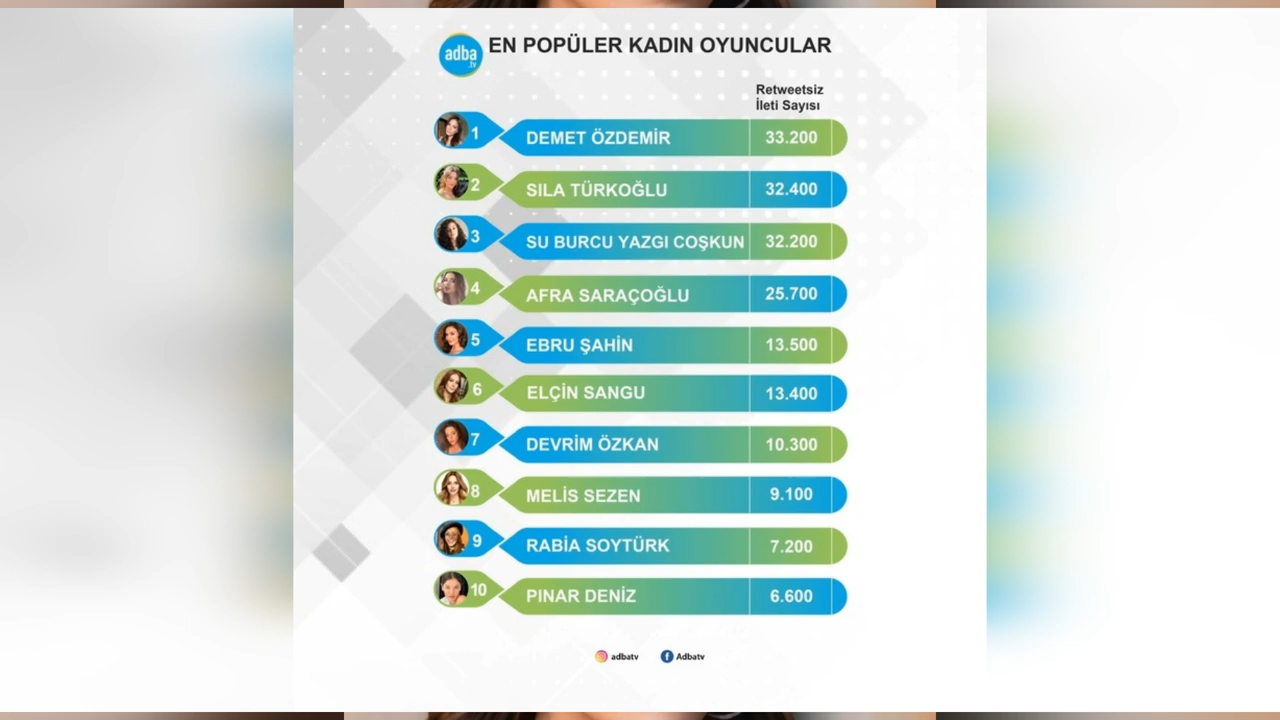 adba
.tv
EN POPÜLER KADIN OYUNCULAR
Retweetsiz
İleti Sayısı
1 DEMET ÖZDEMİR 33.200
2 SILA TÜRKOĞLU 32.400
3 SU BURCU YAZGI COŞKUN 32.200
4 AFRA SARAÇOĞLU 25.700
5 EBRU ŞAHİN 13.500
6 ELÇİN SANGU 13.400
7 DEVRİM ÖZKAN 10.300
8 MELİS SEZEN 9.100
9 RABİA SOYTÜRK 7.200
10 PINAR DENİZ 6.600
adbatv Adbatv